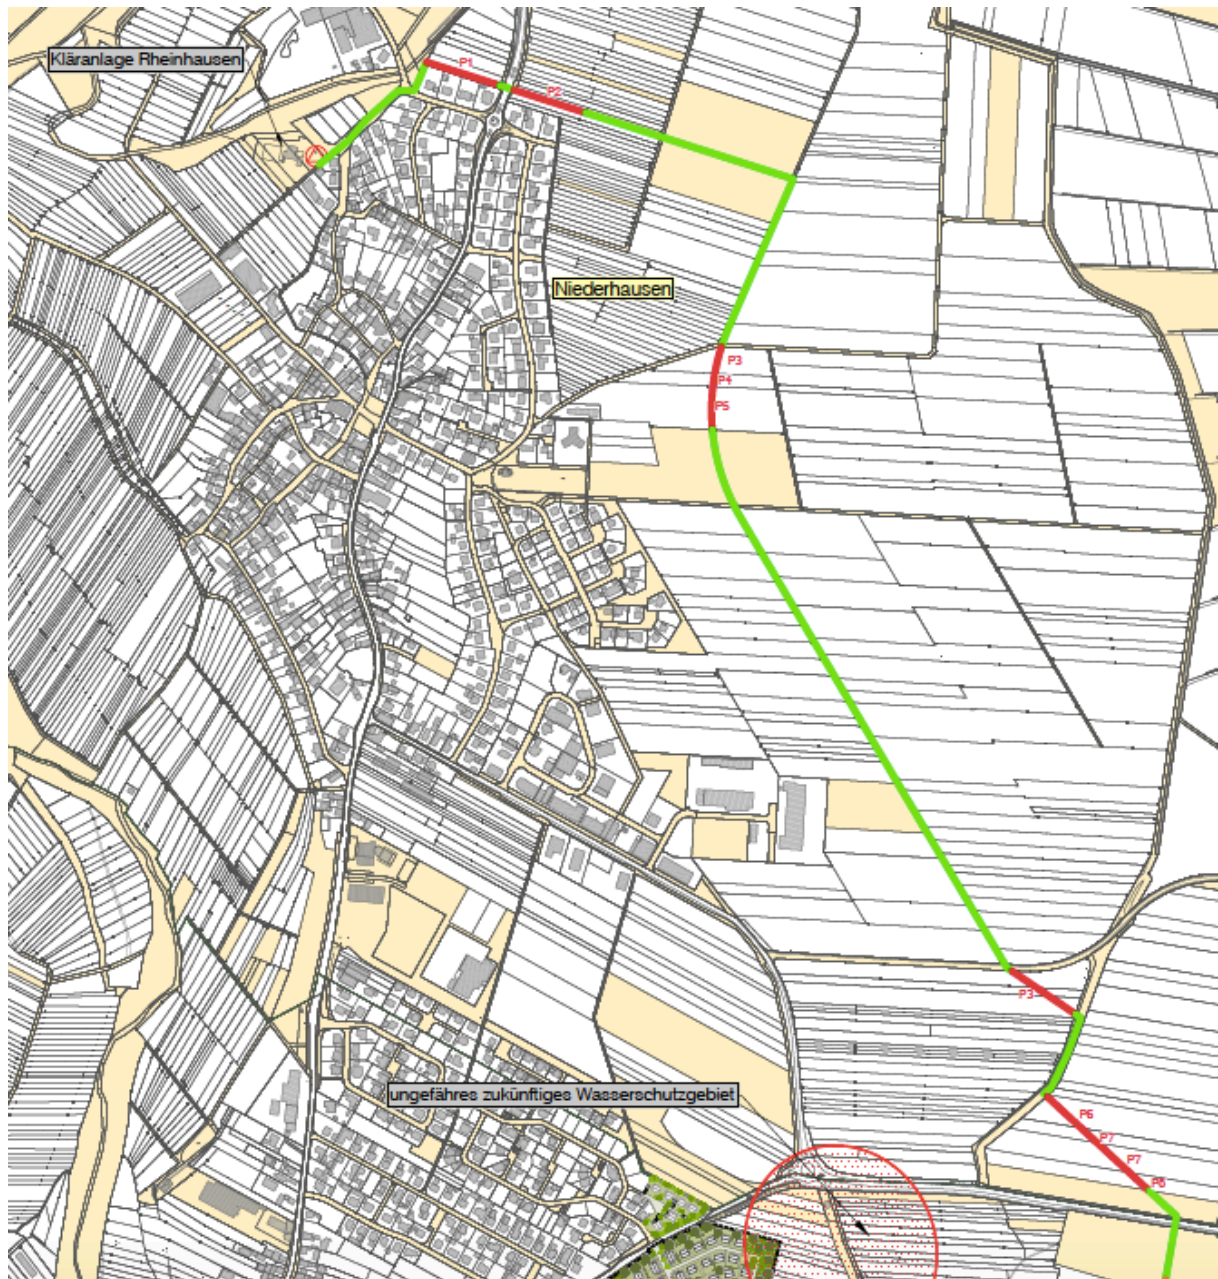 Kläranlage Rheinhausen
P1
P2
Niederhausen
P3
P4
P5
P3
ungefähres zukünftiges Wasserschutzgebiet
P6
P7
P7
P8